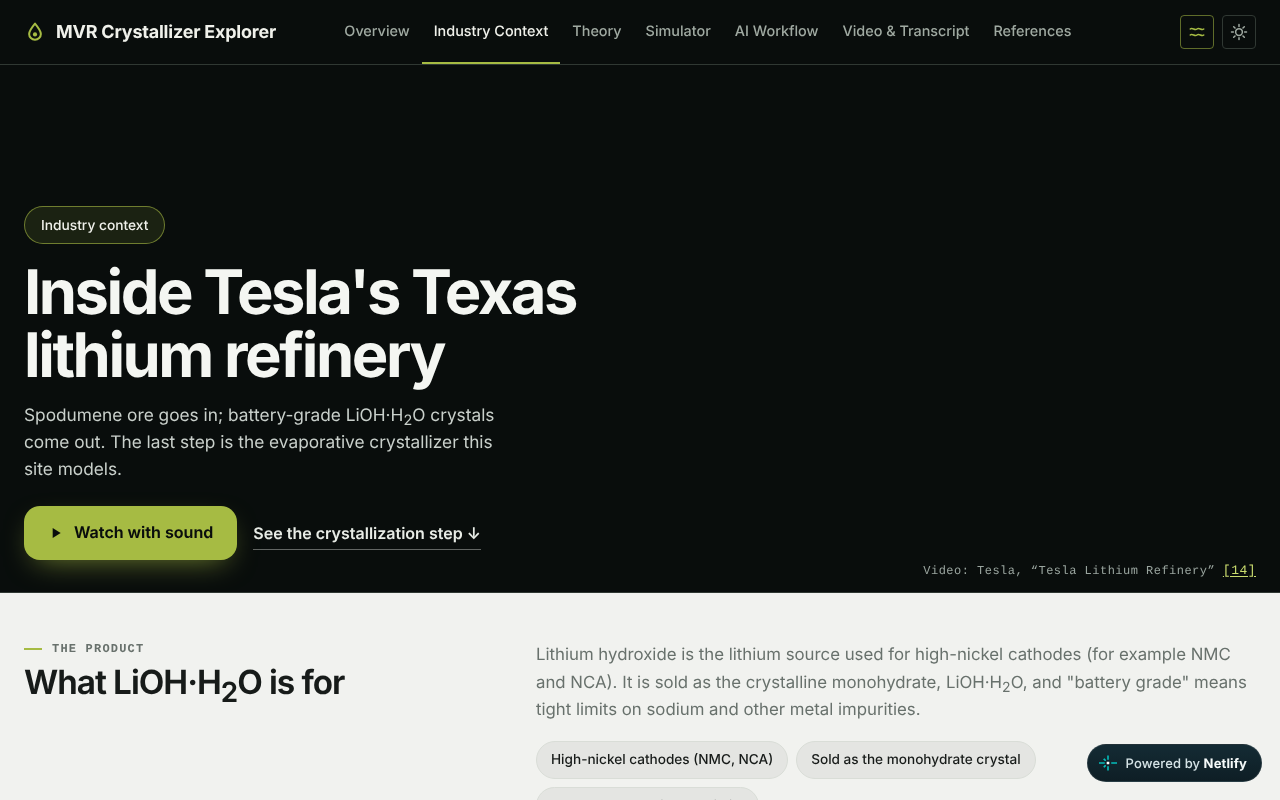 MVR Crystallizer Explorer
Overview
Industry Context
Theory
Simulator
AI Workflow
Video & Transcript
References
Industry context
Inside Tesla's Texas
lithium refinery
Spodumene ore goes in; battery-grade LiOH·H₂O crystals
come out. The last step is the evaporative crystallizer this
site models.
Watch with sound
See the crystallization step ↓
Video: Tesla, “Tesla Lithium Refinery” [14]
THE PRODUCT
What LiOH·H₂O is for
Lithium hydroxide is the lithium source used for high-nickel cathodes (for example NMC
and NCA). It is sold as the crystalline monohydrate, LiOH·H₂O, and "battery grade" means
tight limits on sodium and other metal impurities.
High-nickel cathodes (NMC, NCA)
Sold as the monohydrate crystal
Powered by Netlify